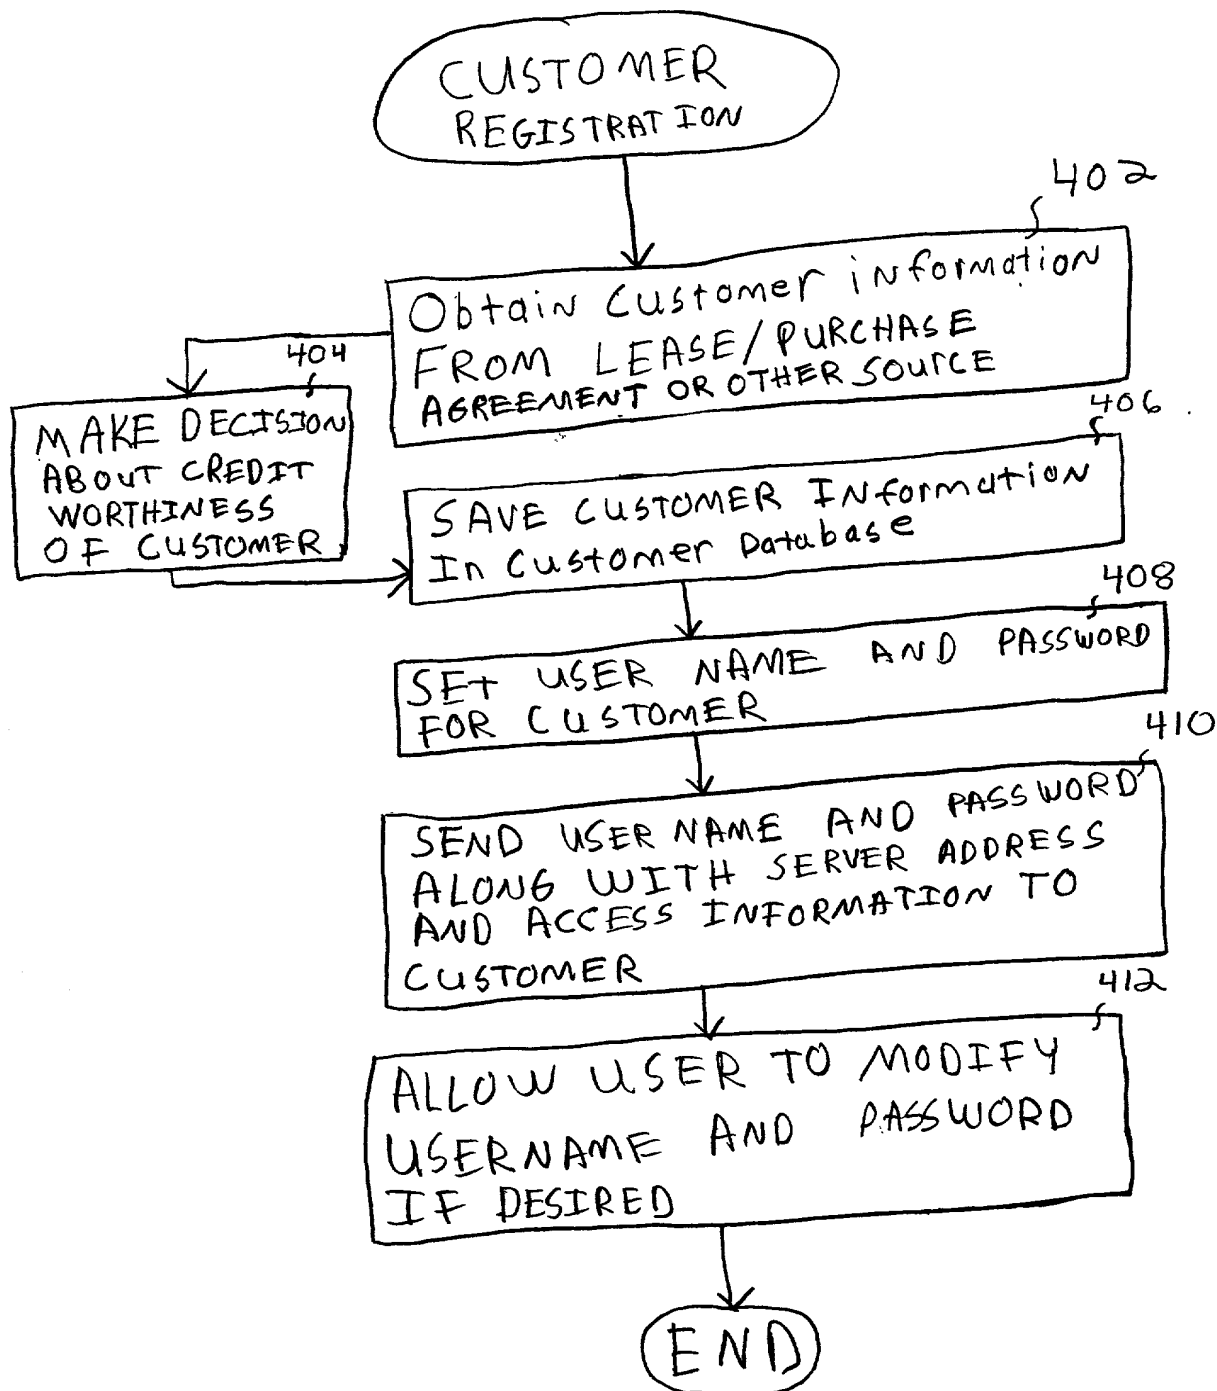 CUSTOMER
REGISTRATION
402
Obtain Customer information
FROM LEASE/PURCHASE
AGREEMENT OR OTHER SOURCE
404
MAKE DECISION
ABOUT CREDIT
WORTHINESS
OF CUSTOMER
406
SAVE CUSTOMER INformation
In Customer Database
408
SET USER NAME AND PASSWORD
FOR CUSTOMER
410
SEND USER NAME AND PASSWORD
ALONG WITH SERVER ADDRESS
AND ACCESS INFORMATION TO
CUSTOMER
412
ALLOW USER TO MODIFY
USERNAME AND PASSWORD
IF DESIRED
END